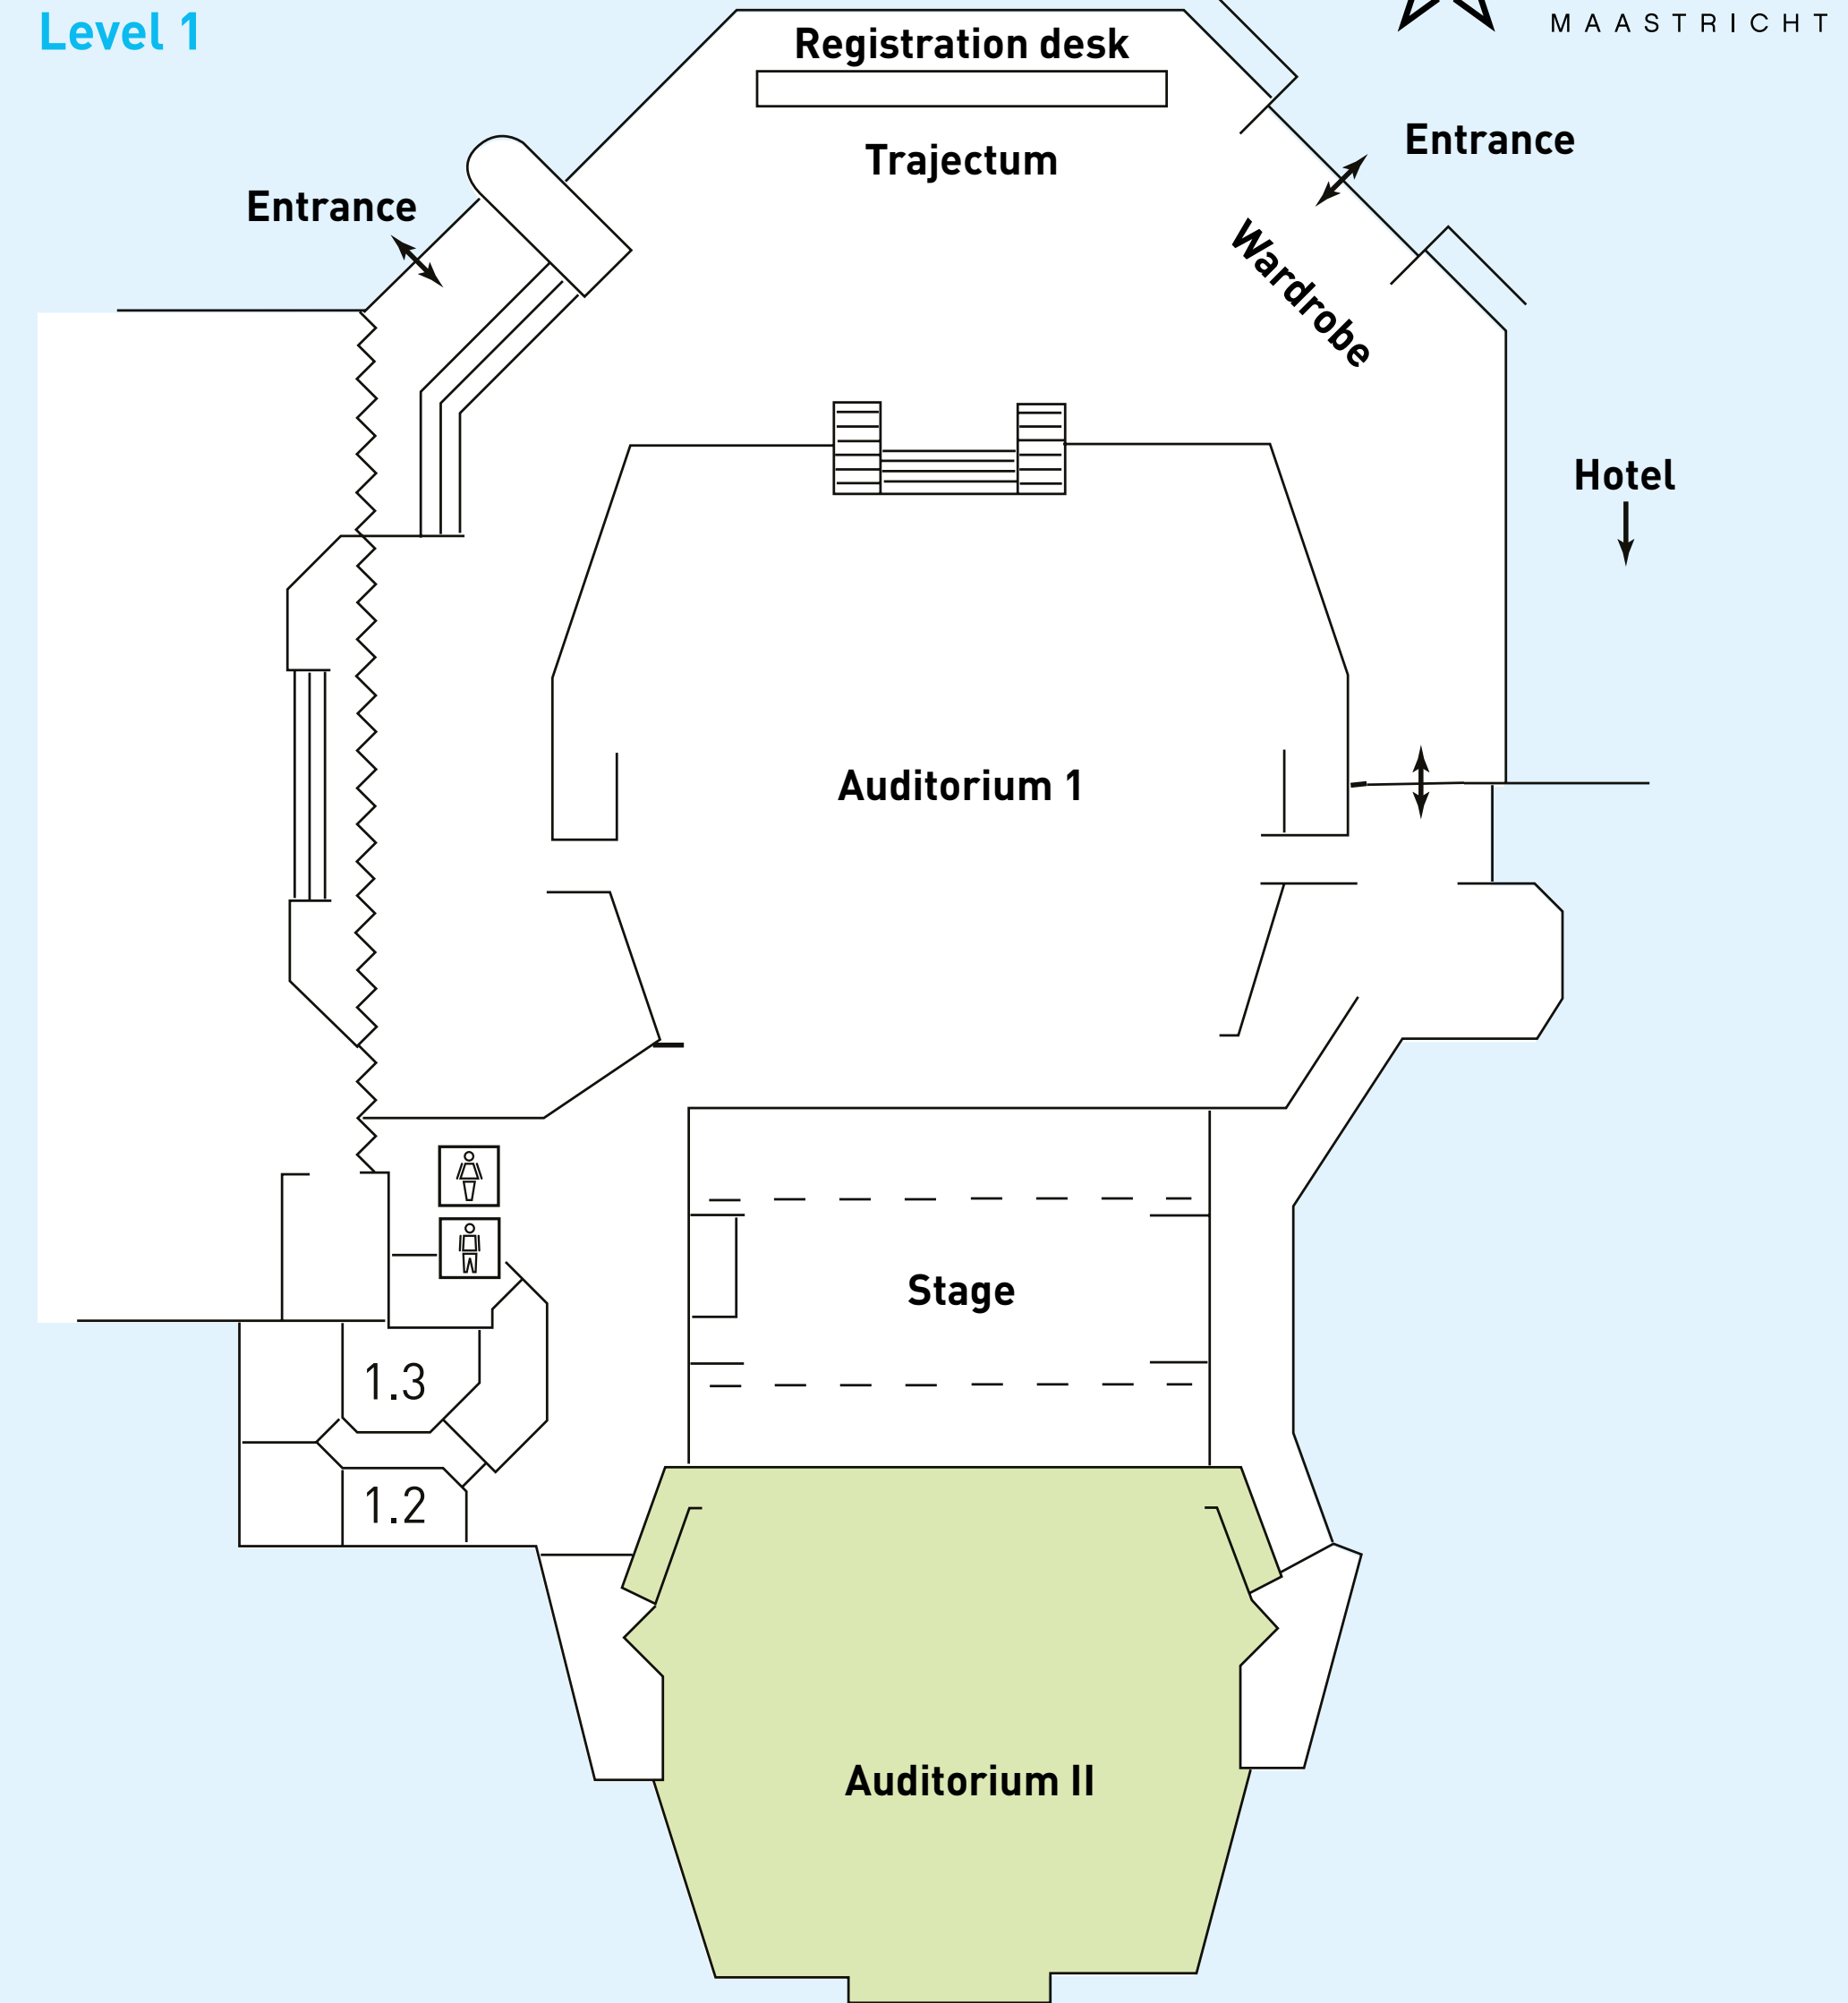 Level 1
MAASTRICHT
Registration desk
Trajectum
Entrance
Entrance
Wardrobe
Hotel
Auditorium 1
Stage
1.3
1.2
Auditorium II